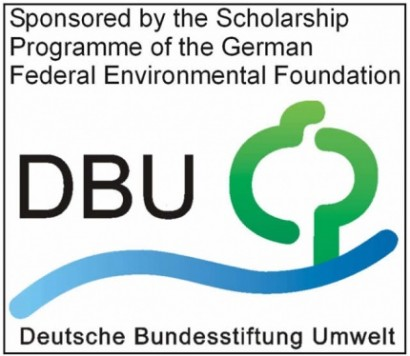 Sponsored by the Scholarship
Programme of the German
Federal Environmental Foundation
DBU
Deutsche Bundesstiftung Umwelt